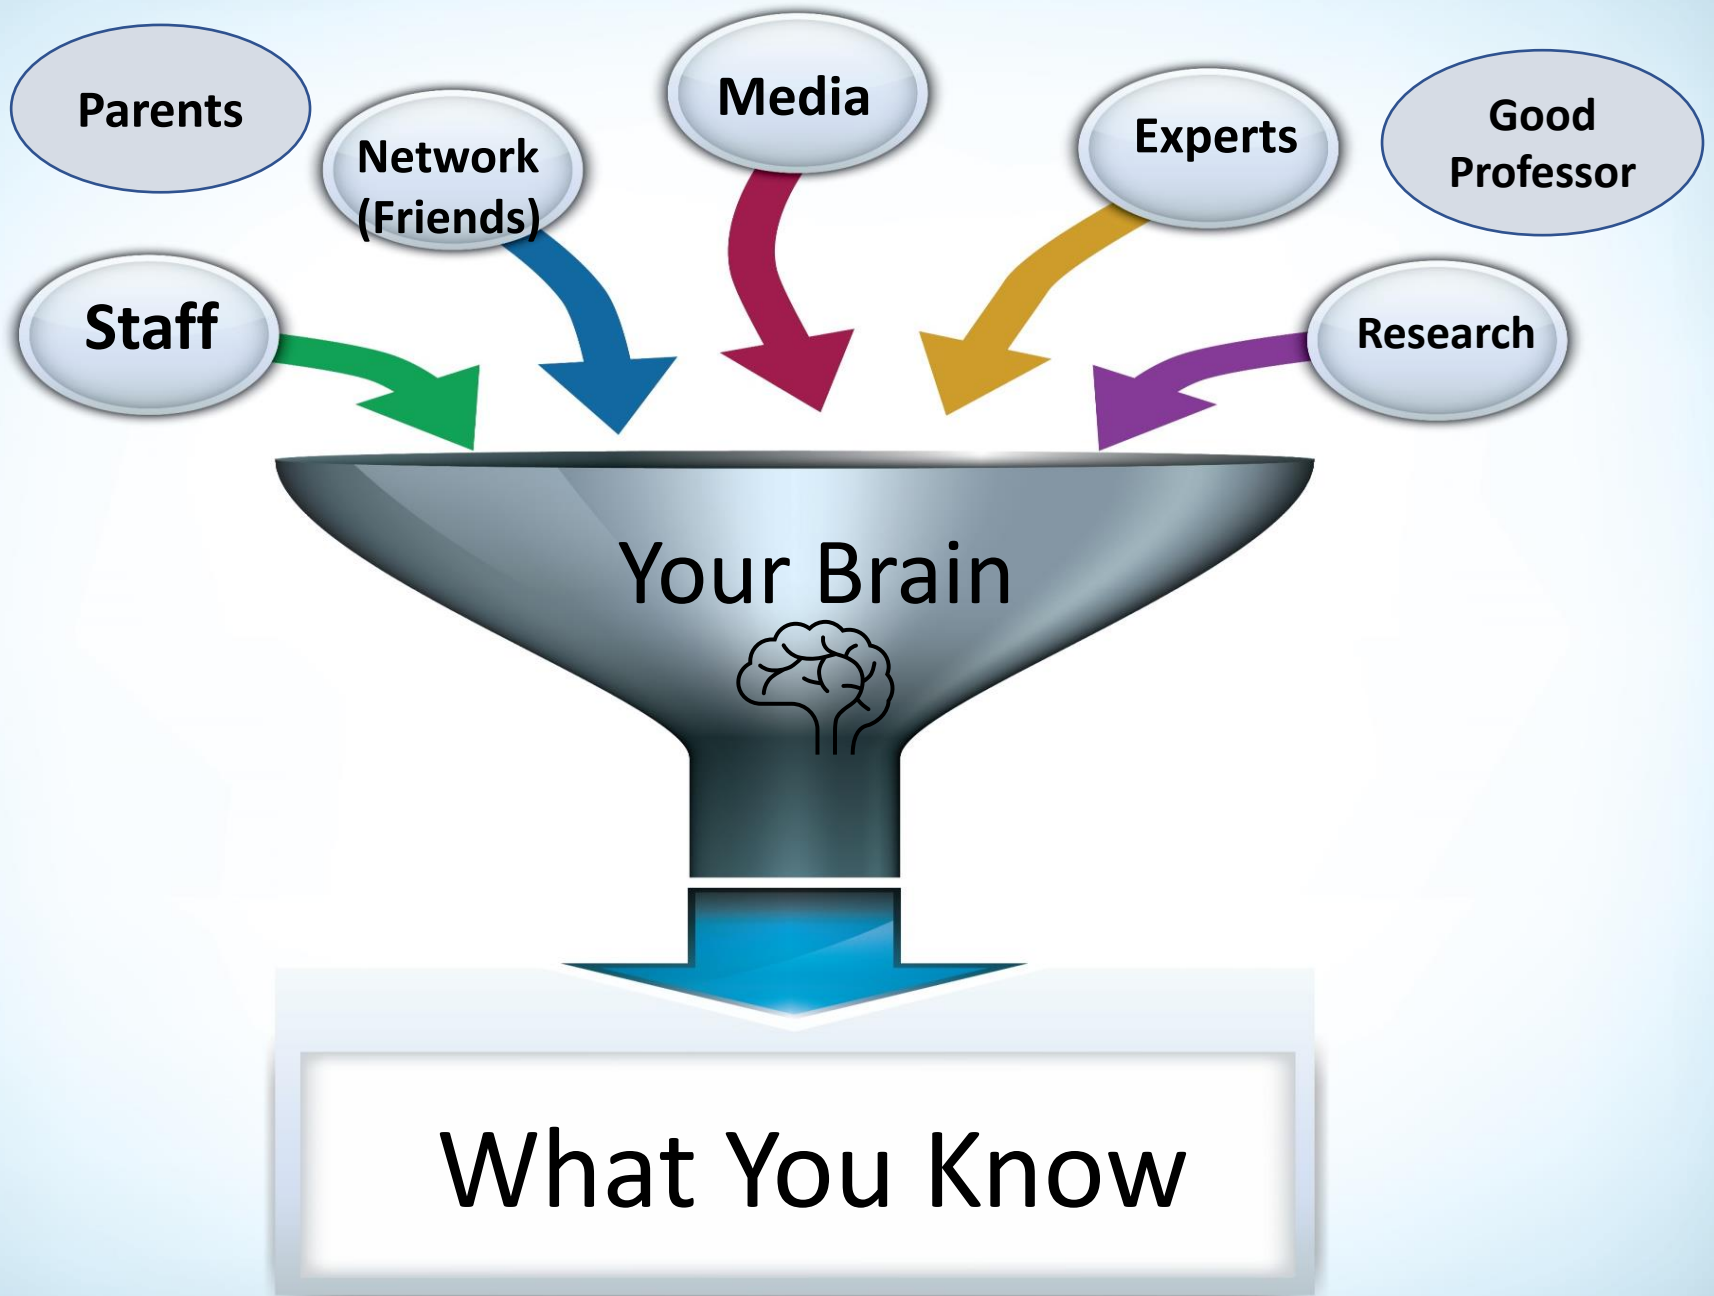 Parents
Network
(Friends)
Media
Experts
Good
Professor
Staff
Research
Your Brain
What You Know